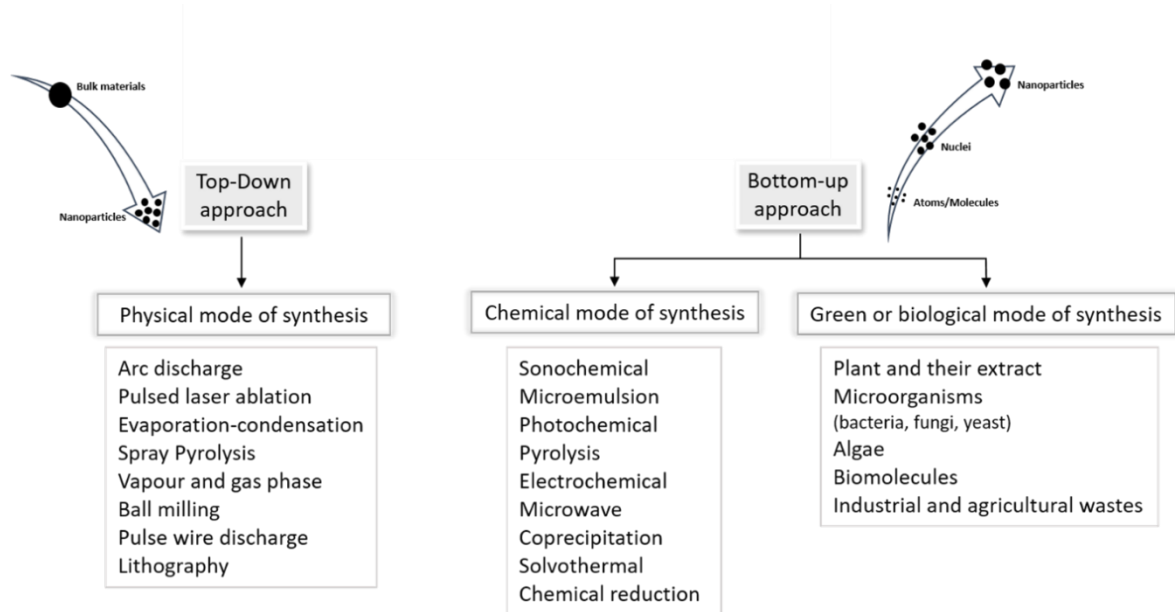 Bulk materials
Nanoparticles
Top-Down
approach
Bottom-up
approach
Nanoparticles
Nuclei
Atoms/Molecules
Physical mode of synthesis
Arc discharge
Pulsed laser ablation
Evaporation-condensation
Spray Pyrolysis
Vapour and gas phase
Ball milling
Pulse wire discharge
Lithography
Chemical mode of synthesis
Sonochemical
Microemulsion
Photochemical
Pyrolysis
Electrochemical
Microwave
Coprecipitation
Solvothermal
Chemical reduction
Green or biological mode of synthesis
Plant and their extract
Microorganisms
(bacteria, fungi, yeast)
Algae
Biomolecules
Industrial and agricultural wastes